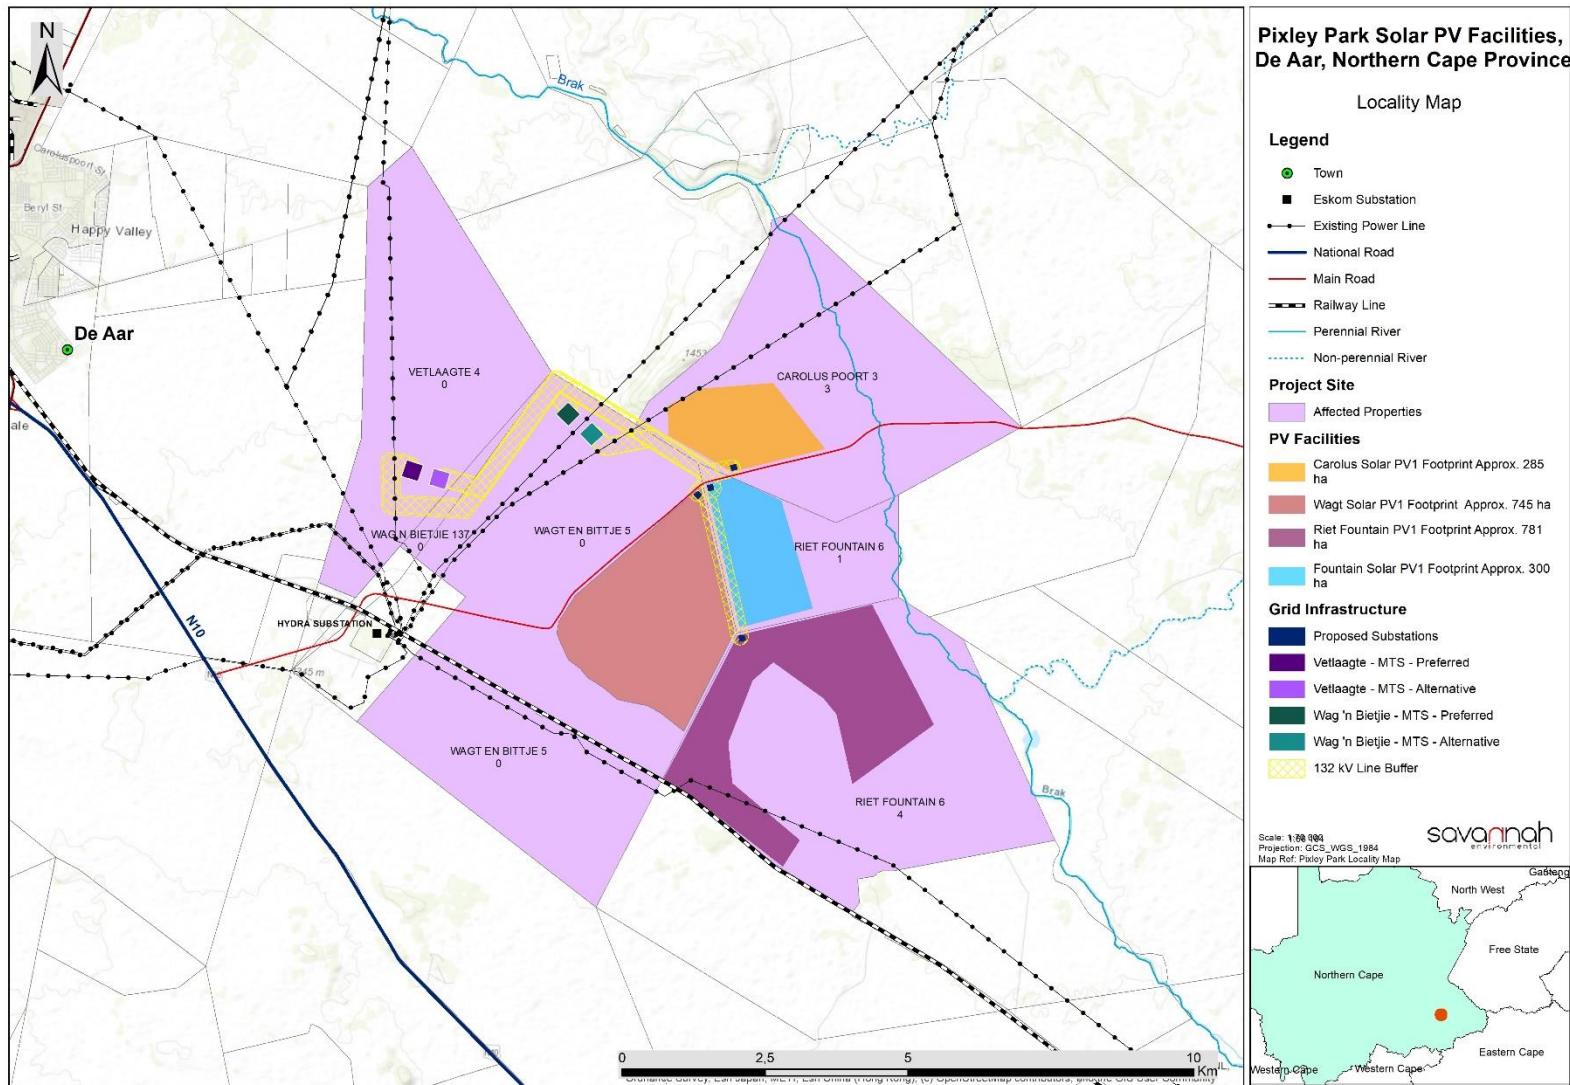 N
Caroluspoort St
Beryl St
Happy Valley
De Aar
ale
N10
Brak
1453
VETLAAGTE 4
0
CAROLUS POORT 3
3
WAG N BIETJIE 137
0
WAGT EN BITTJE 5
0
RIET FOUNTAIN 6
1
HYDRA SUBSTATION
WAGT EN BITTJE 5
0
RIET FOUNTAIN 6
4
Brak
0
2,5
5
10
Km
Pixley Park Solar PV Facilities,
De Aar, Northern Cape Province
Locality Map
Legend
Town
Eskom Substation
Existing Power Line
National Road
Main Road
Railway Line
Perennial River
Non-perennial River
Project Site
Affected Properties
PV Facilities
Carolus Solar PV1 Footprint Approx. 285
ha
Wagt Solar PV1 Footprint Approx. 745 ha
Riet Fountain PV1 Footprint Approx. 781
ha
Fountain Solar PV1 Footprint Approx. 300
ha
Grid Infrastructure
Proposed Substations
Vetlaagte - MTS - Preferred
Vetlaagte - MTS - Alternative
Wag 'n Bietjie - MTS - Preferred
Wag 'n Bietjie - MTS - Alternative
132 kV Line Buffer
Scale:
Projection: GCS_WGS_1984
Map Ref: Pixley Park Locality Map
savannah
environmental
North West
Gauteng
Free State
Northern Cape
Eastern Cape
Western Cape
Western Cape